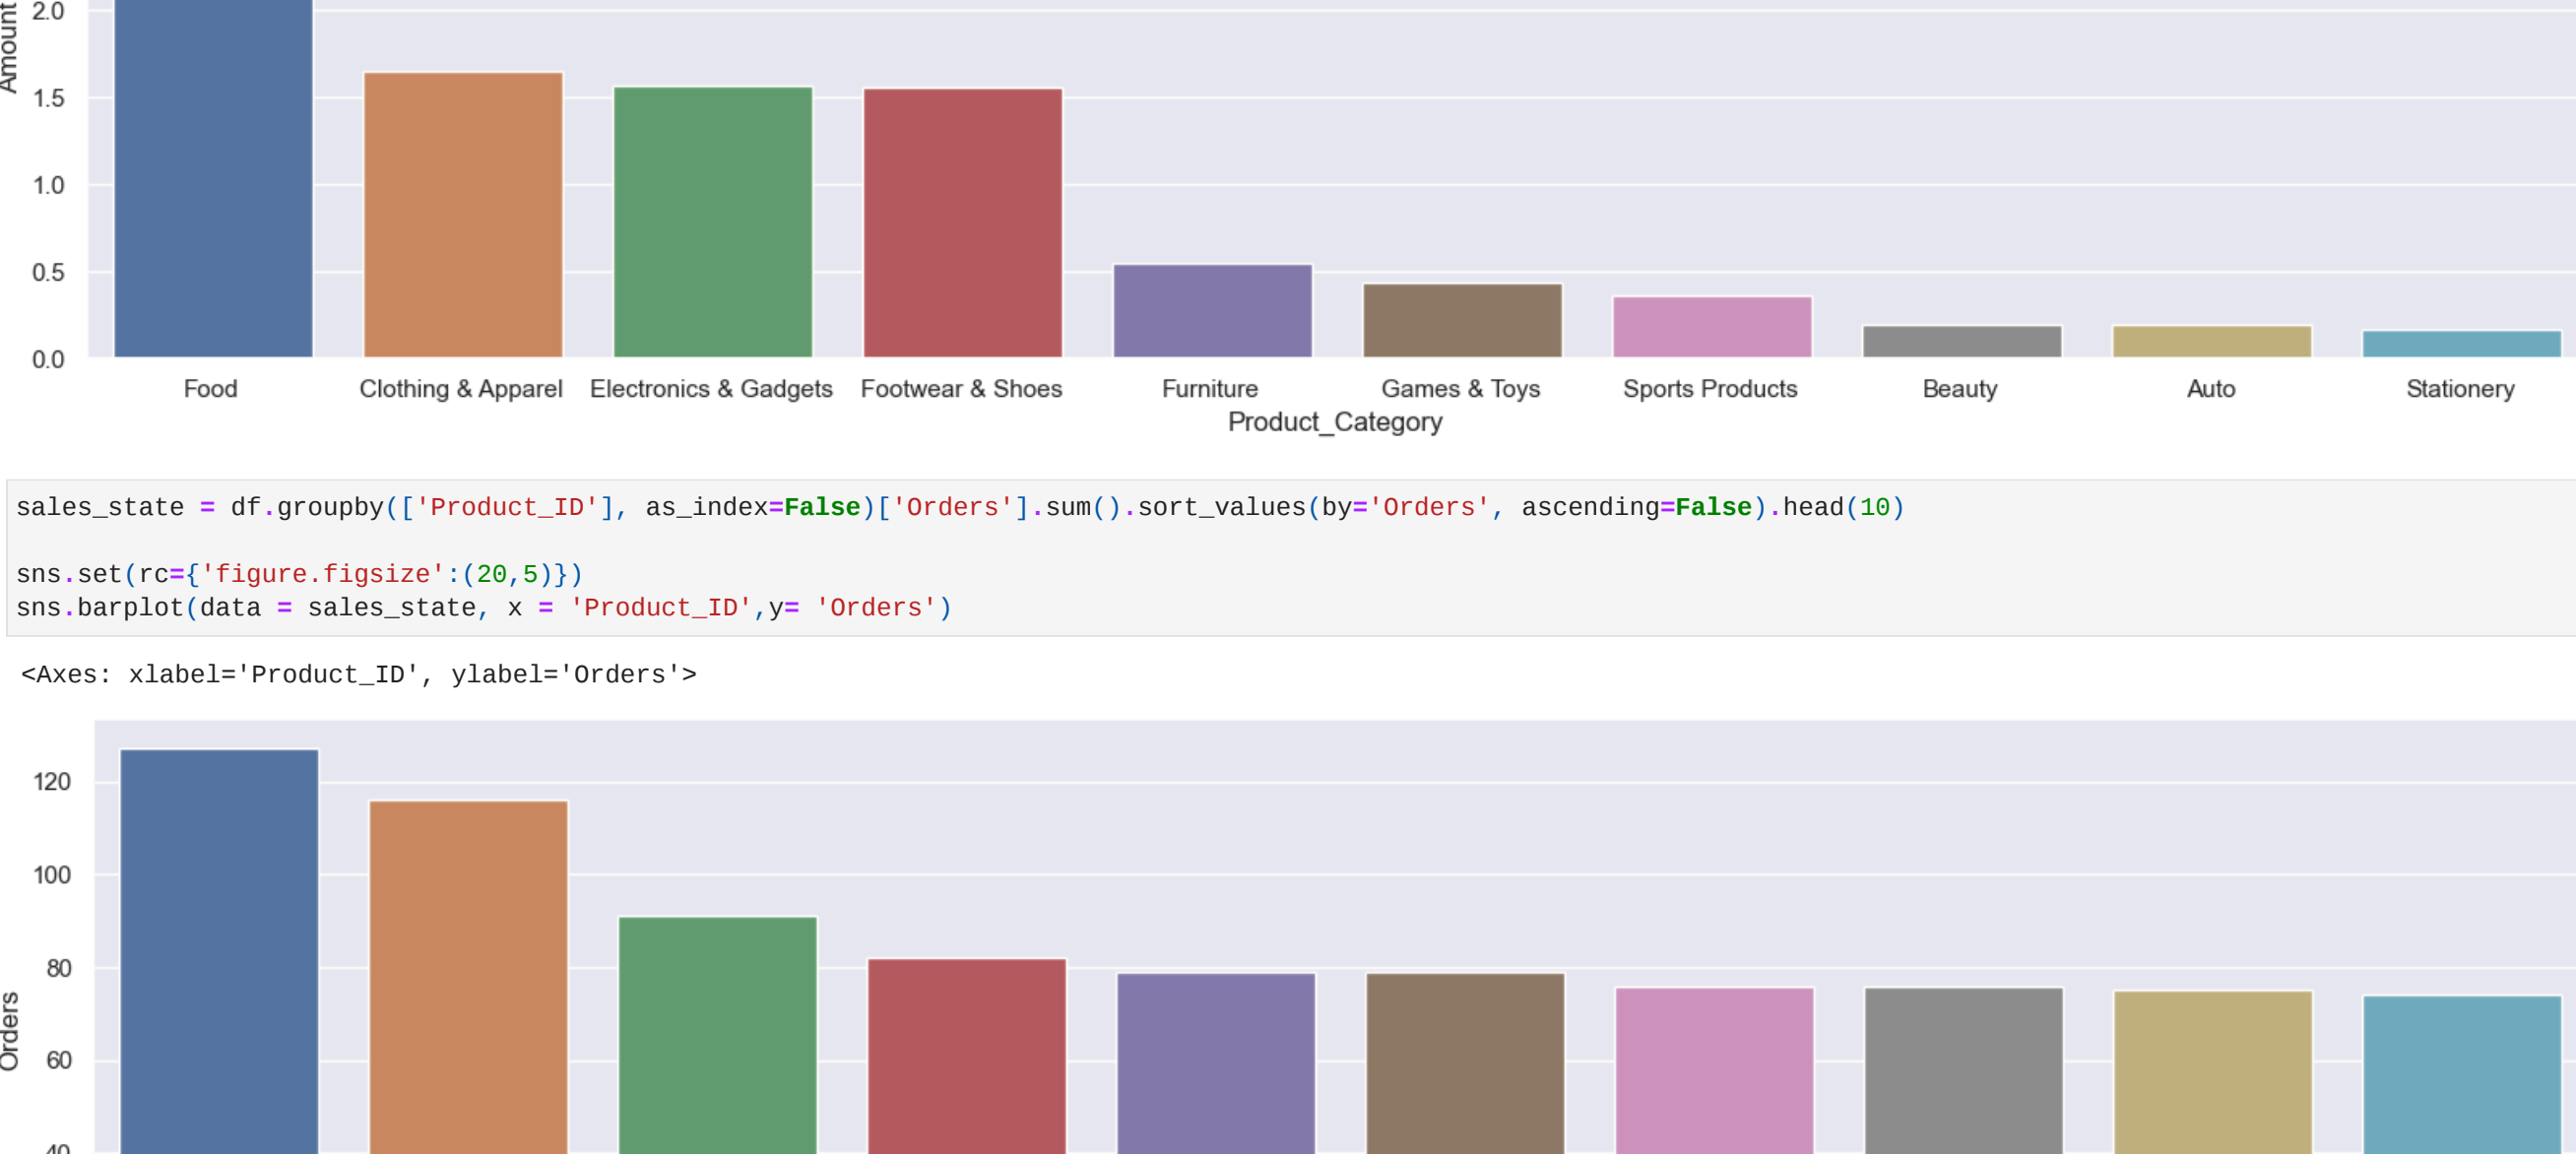 2.0
Amount
1.5
1.0
0.5
0.0
Food Clothing & Apparel Electronics & Gadgets Footwear & Shoes Furniture Games & Toys Sports Products Beauty Auto Stationery
Product_Category
sales_state = df.groupby(['Product_ID'], as_index=False)['Orders'].sum().sort_values(by='Orders', ascending=False).head(10)
sns.set(rc={'figure.figsize':(20,5)})
sns.barplot(data = sales_state, x = 'Product_ID',y= 'Orders')
<Axes: xlabel='Product_ID', ylabel='Orders'>
120
100
80
Orders
60
40